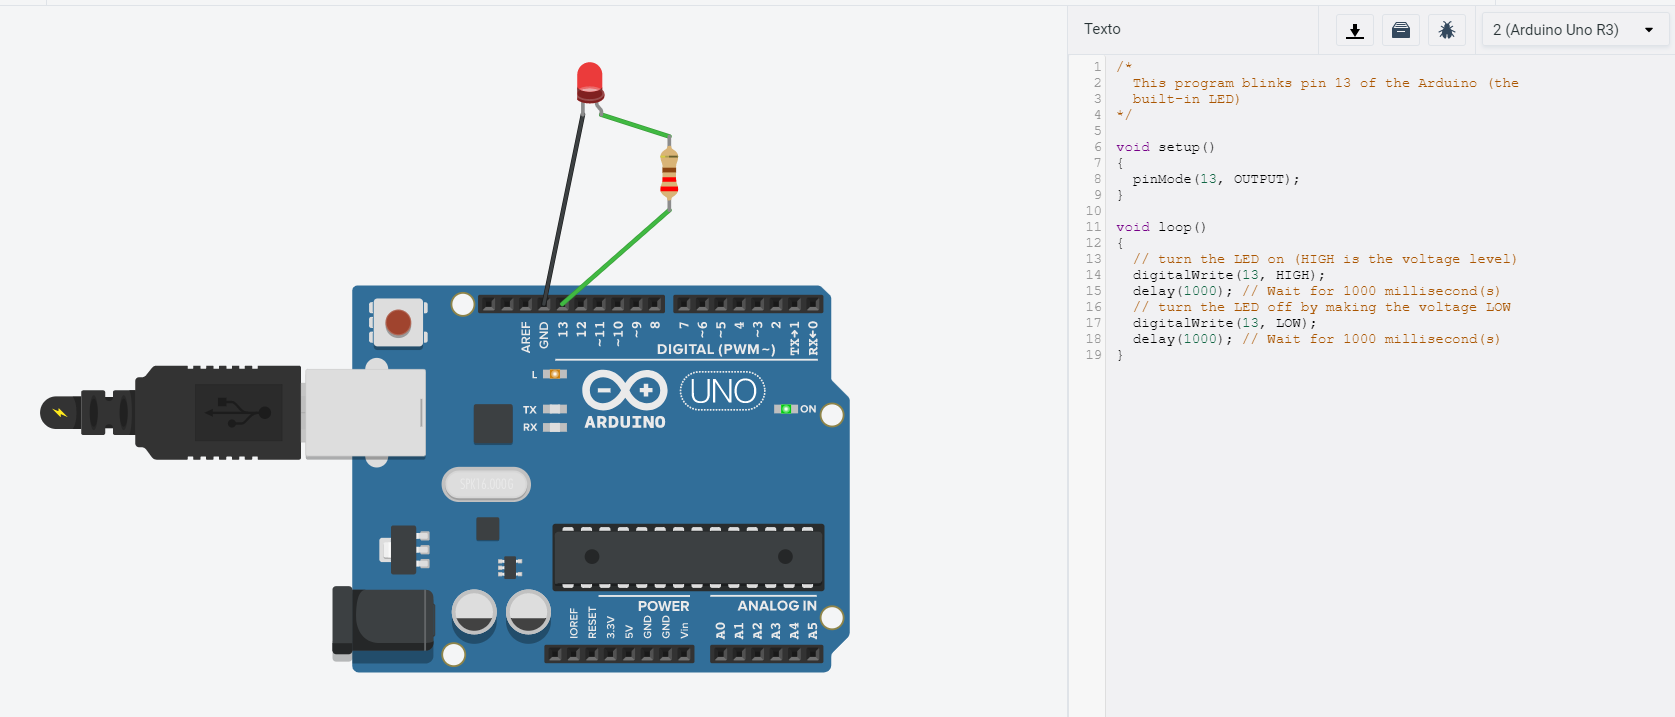 Texto
2 (Arduino Uno R3)
1 /*
2 This program blinks pin 13 of the Arduino (the
3 built-in LED)
4 */
5
6 void setup()
7 {
8 pinMode(13, OUTPUT);
9 }
10
11 void loop()
12 {
13 // turn the LED on (HIGH is the voltage level)
14 digitalWrite(13, HIGH);
15 delay(1000); // Wait for 1000 millisecond(s)
16 // turn the LED off by making the voltage LOW
17 digitalWrite(13, LOW);
18 delay(1000); // Wait for 1000 millisecond(s)
19 }
AREF GND 13 12 ~11 ~10 ~9 8 7 ~6 ~5 4 ~3 2 TX→1 RX←0
DIGITAL (PWM~)
L
TX
RX
ARDUINO
UNO
ON
SPK16.000G
POWER
ANALOG IN
IOREF RESET 3.3V 5V GND GND Vin A0 A1 A2 A3 A4 A5